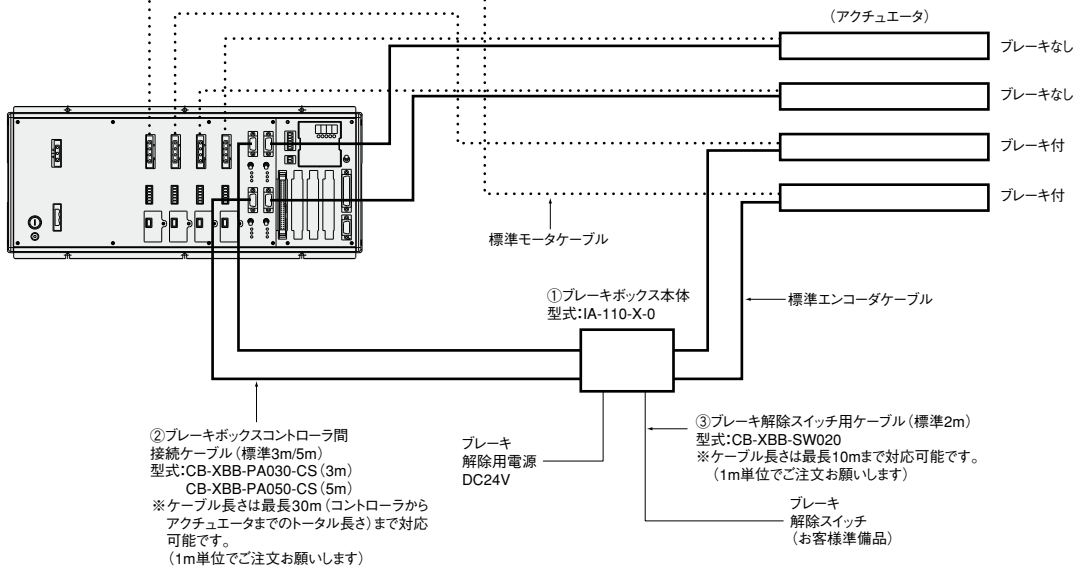 (アクチュエータ)
ブレーキなし
ブレーキなし
ブレーキ付
ブレーキ付
標準モータケーブル
①ブレーキボックス本体
型式:IA-110-X-0
標準エンコーダケーブル
②ブレーキボックスコントローラ間
接続ケーブル(標準3m/5m)
型式:CB-XBB-PA030-CS(3m)
CB-XBB-PA050-CS(5m)
※ケーブル長さは最長30m(コントローラから
アクチュエータまでのトータル長さ)まで対応
可能です。
(1m単位でご注文お願いします)
ブレーキ
解除用電源
DC24V
③ブレーキ解除スイッチ用ケーブル(標準2m)
型式:CB-XBB-SW020
※ケーブル長さは最長10mまで対応可能です。
(1m単位でご注文お願いします)
ブレーキ
解除スイッチ
(お客様準備品)